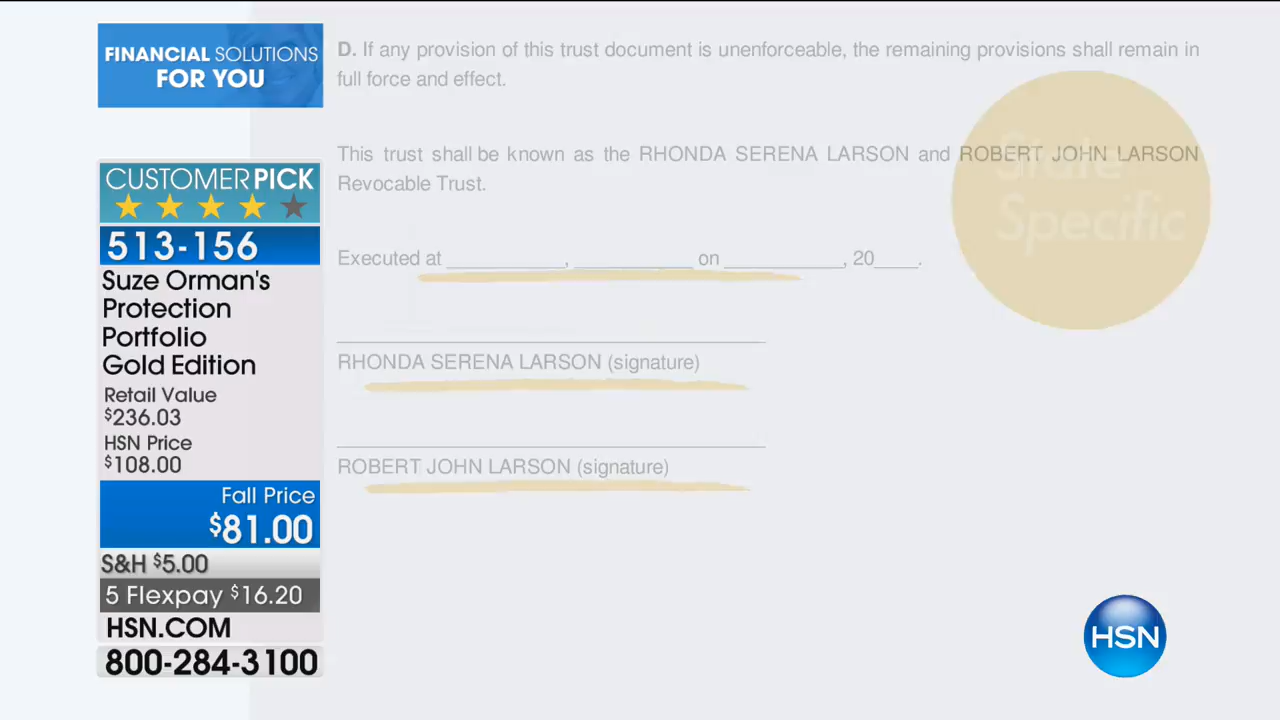 FINANCIAL SOLUTIONS
FOR YOU
CUSTOMER PICK
513-156
Suze Orman's
Protection
Portfolio
Gold Edition
Retail Value
$236.03
HSN Price
$108.00
Fall Price
$81.00
S&H $5.00
5 Flexpay $16.20
HSN.COM
800-284-3100
D. If any provision of this trust document is unenforceable, the remaining provisions shall remain in
full force and effect.
This trust shall be known as the RHONDA SERENA LARSON and ROBERT JOHN LARSON
Revocable Trust.
Executed at ___________, ___________ on ___________, 20____.
RHONDA SERENA LARSON (signature)
ROBERT JOHN LARSON (signature)
State
Specific
HSN